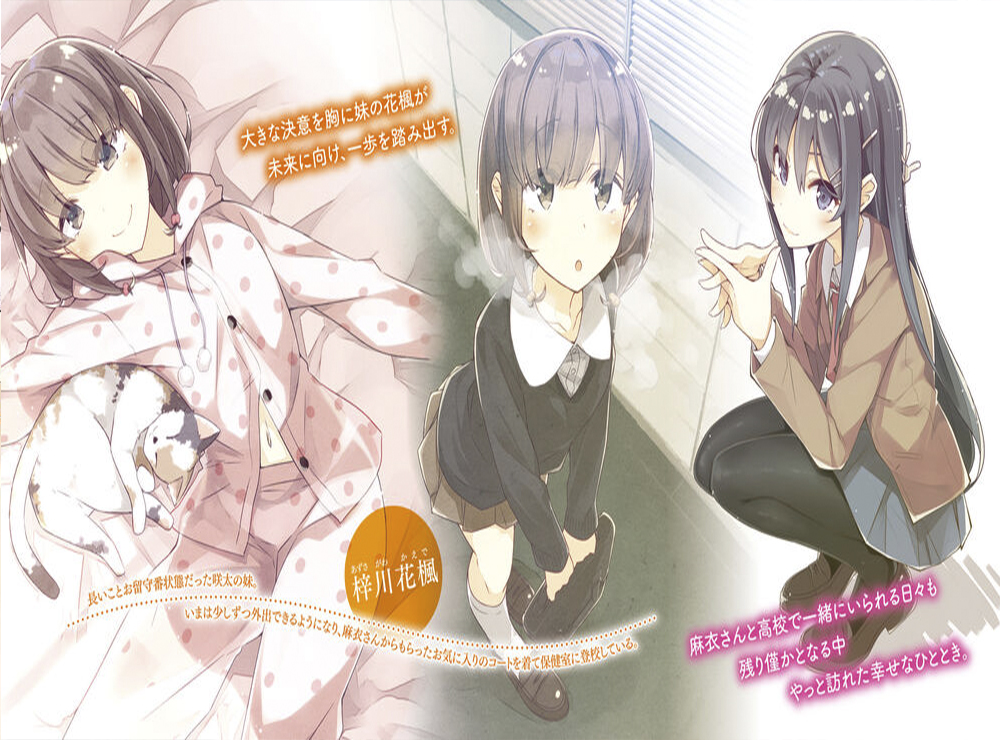 大きな決意を胸に妹の花楓が
未来に向け、一歩を踏み出す。
あずさがわ かえで
梓川花楓
長いことお留守番状態だった咲太の妹。
いまは少しずつ外出できるようになり、麻衣さんからもらったお気に入りのコートを着て保健室に登校している。
麻衣さんと高校で一緒にいられる日々も
残り僅かとなる中
やっと訪れた幸せなひととき。